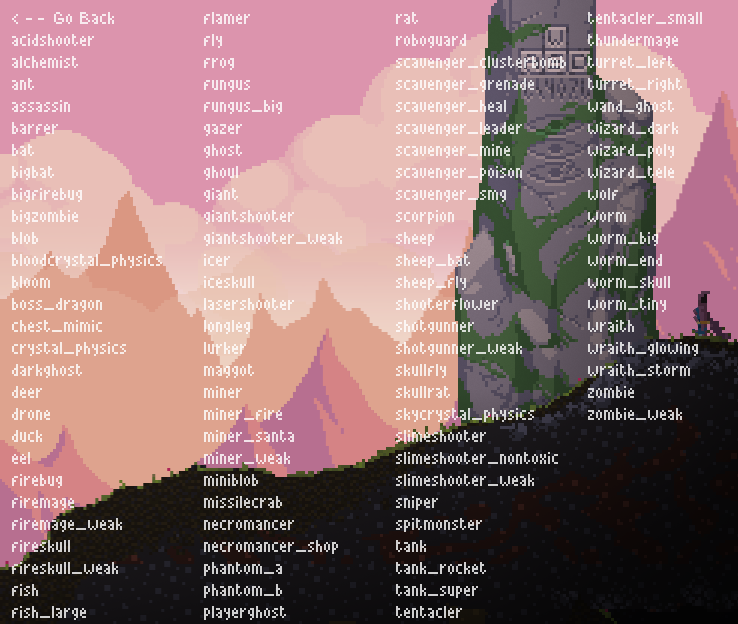 < -- Go Back
acidshooter
alchemist
ant
assassin
barfer
bat
bigbat
bigfirebug
bigzombie
blob
bloodcrystal_physics
bloom
boss_dragon
chest_mimic
crystal_physics
darkghost
deer
drone
duck
eel
firebug
firemage
firemage_weak
fireskull
fireskull_weak
fish
fish_large
flamer
fly
frog
fungus
fungus_big
gazer
ghost
ghoul
giant
giantshooter
giantshooter_weak
icer
iceskull
lasershooter
longleg
lurker
maggot
miner
miner_fire
miner_santa
miner_weak
miniblob
missilecrab
necromancer
necromancer_shop
phantom_a
phantom_b
playerghost
rat
roboguard
scavenger_clusterbomb
scavenger_grenade
scavenger_heal
scavenger_leader
scavenger_mine
scavenger_poison
scavenger_smg
scorpion
sheep
sheep_bat
sheep_fly
shooterflower
shotgunner
shotgunner_weak
skullfly
skullrat
skycrystal_physics
slimeshooter
slimeshooter_nontoxic
slimeshooter_weak
sniper
spitmonster
tank
tank_rocket
tank_super
tentacler
tentacler_small
thundermage
turret_left
turret_right
wand_ghost
wizard_dark
wizard_poly
wizard_tele
wolf
worm
worm_big
worm_end
worm_skull
worm_tiny
wraith
wraith_glowing
wraith_storm
zombie
zombie_weak